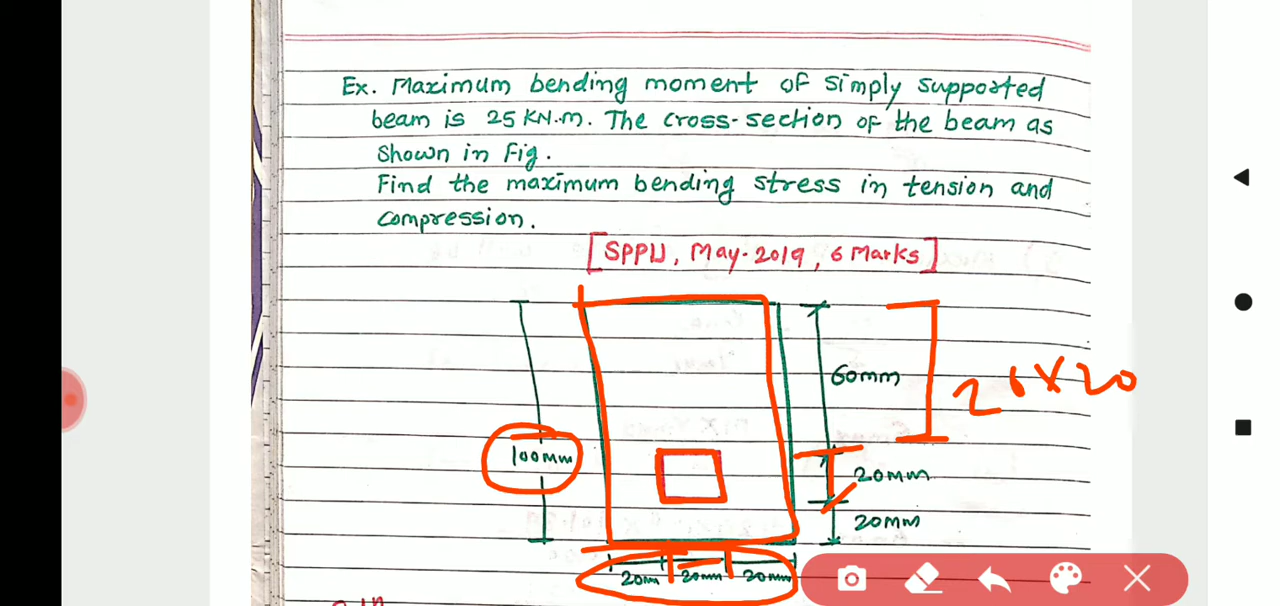 Ex. Maximum bending moment of simply supported
beam is 25 KN.m. The cross-section of the beam as
shown in Fig.
Find the maximum bending stress in tension and
compression.
[SPPU, May-2019, 6 Marks]
60mm
100mm
20mm
20mm
20mm 20mm 20mm